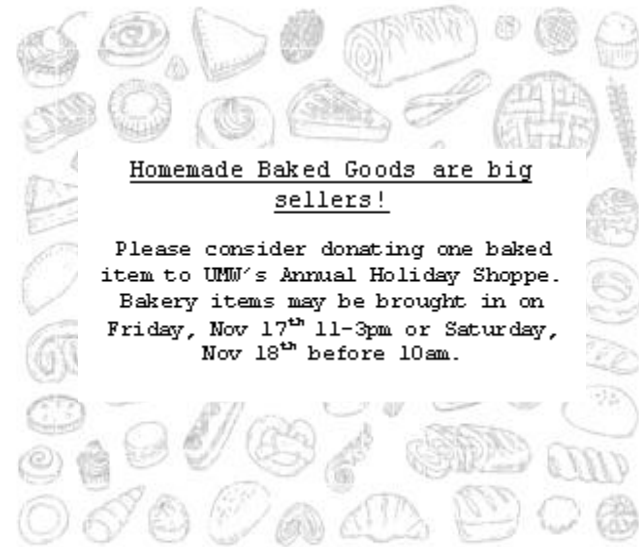 Homemade Baked Goods are big
sellers!
Please consider donating one baked
item to UMW's Annual Holiday Shoppe.
Bakery items may be brought in on
Friday, Nov 17th 11-3pm or Saturday,
Nov 18th before 10am.